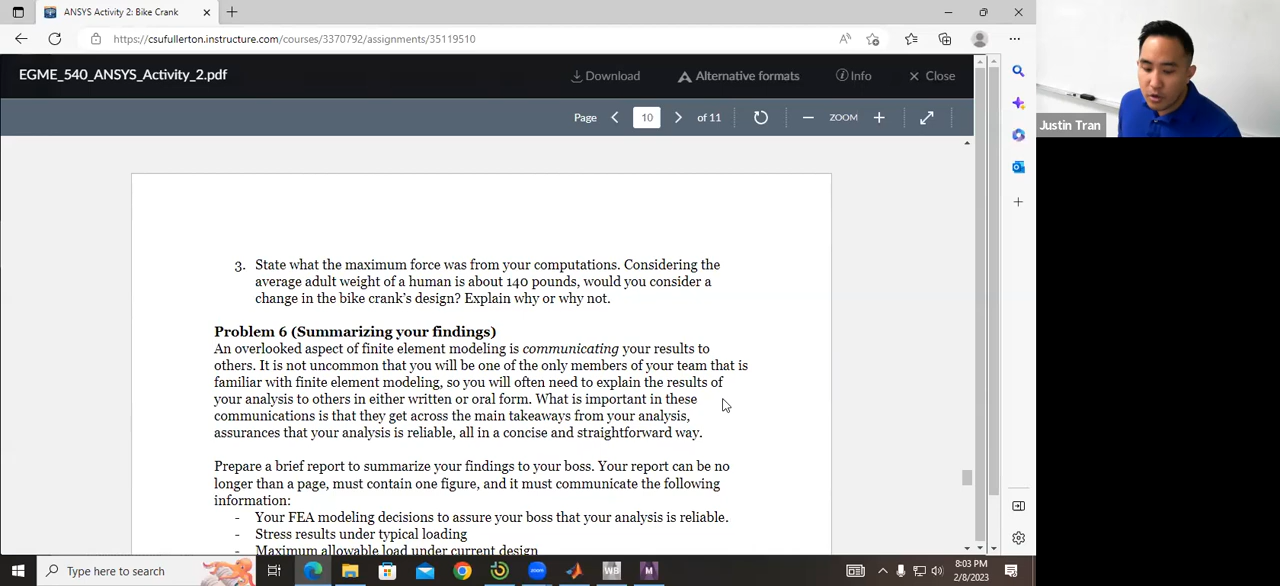 ANSYS Activity 2: Bike Crank
https://csufullerton.instructure.com/courses/3370792/assignments/35119510
EGME_540_ANSYS_Activity_2.pdf
Download
Alternative formats
Info
Close
Page
10
of 11
ZOOM
Justin Tran
3. State what the maximum force was from your computations. Considering the
average adult weight of a human is about 140 pounds, would you consider a
change in the bike crank's design? Explain why or why not.
Problem 6 (Summarizing your findings)
An overlooked aspect of finite element modeling is communicating your results to
others. It is not uncommon that you will be one of the only members of your team that is
familiar with finite element modeling, so you will often need to explain the results of
your analysis to others in either written or oral form. What is important in these
communications is that they get across the main takeaways from your analysis,
assurances that your analysis is reliable, all in a concise and straightforward way.
Prepare a brief report to summarize your findings to your boss. Your report can be no
longer than a page, must contain one figure, and it must communicate the following
information:
- Your FEA modeling decisions to assure your boss that your analysis is reliable.
- Stress results under typical loading
- Maximum allowable load under current design
Type here to search
zoom
WB
M
8:03 PM
2/8/2023